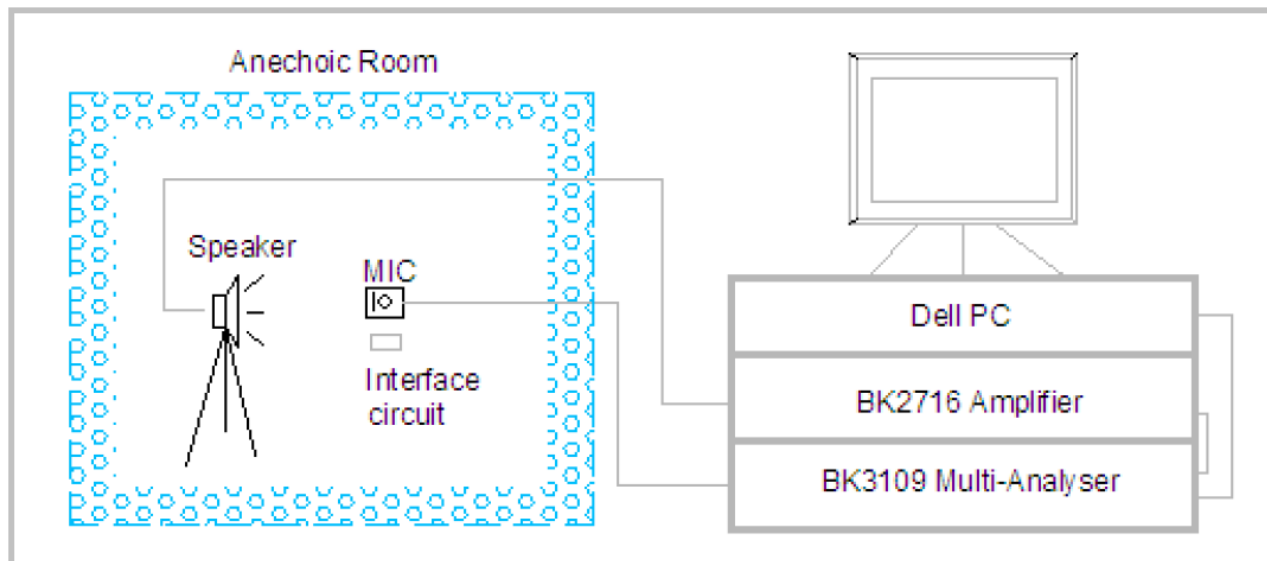 Anechoic Room
Speaker
MIC
Interface
circuit
Dell PC
BK2716 Amplifier
BK3109 Multi-Analyser